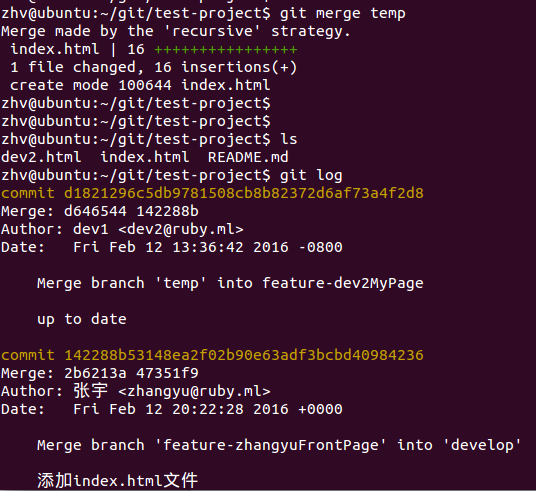 zhv@ubuntu:~/git/test-project$ git merge temp
Merge made by the 'recursive' strategy.
 index.html | 16 ++++++++++++++++
 1 file changed, 16 insertions(+)
 create mode 100644 index.html
zhv@ubuntu:~/git/test-project$
zhv@ubuntu:~/git/test-project$
zhv@ubuntu:~/git/test-project$ ls
dev2.html  index.html  README.md
zhv@ubuntu:~/git/test-project$ git log
commit d1821296c5db9781508cb8b82372d6af73a4f2d8
Merge: d646544 142288b
Author: dev1 <dev2@ruby.ml>
Date:   Fri Feb 12 13:36:42 2016 -0800

    Merge branch 'temp' into feature-dev2MyPage

    up to date

commit 142288b53148ea2f02b90e63adf3bcbd40984236
Merge: 2b6213a 47351f9
Author: 张宇 <zhangyu@ruby.ml>
Date:   Fri Feb 12 20:22:28 2016 +0000

    Merge branch 'feature-zhangyuFrontPage' into 'develop'

    添加index.html文件